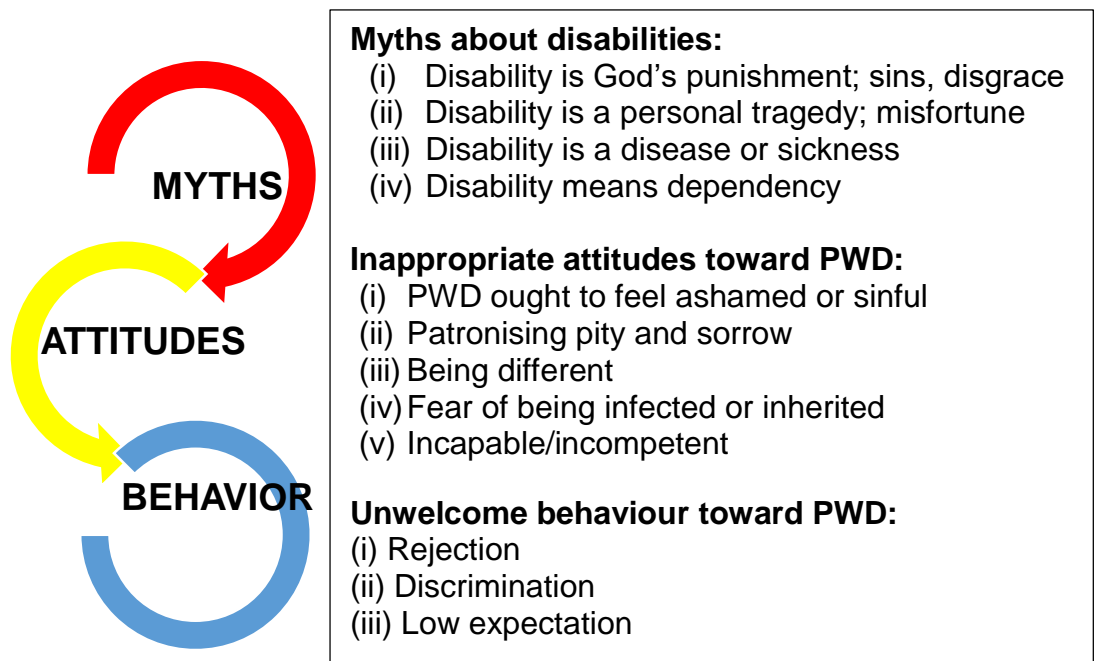 MYTHS
ATTITUDES
BEHAVIOR
Myths about disabilities:
(i) Disability is God’s punishment; sins, disgrace
(ii) Disability is a personal tragedy; misfortune
(iii) Disability is a disease or sickness
(iv) Disability means dependency
Inappropriate attitudes toward PWD:
(i) PWD ought to feel ashamed or sinful
(ii) Patronising pity and sorrow
(iii) Being different
(iv) Fear of being infected or inherited
(v) Incapable/incompetent
Unwelcome behaviour toward PWD:
(i) Rejection
(ii) Discrimination
(iii) Low expectation